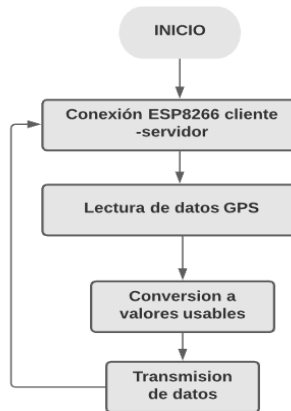 INICIO
Conexión ESP8266 cliente
-servidor
Lectura de datos GPS
Conversion a
valores usables
Transmision
de datos